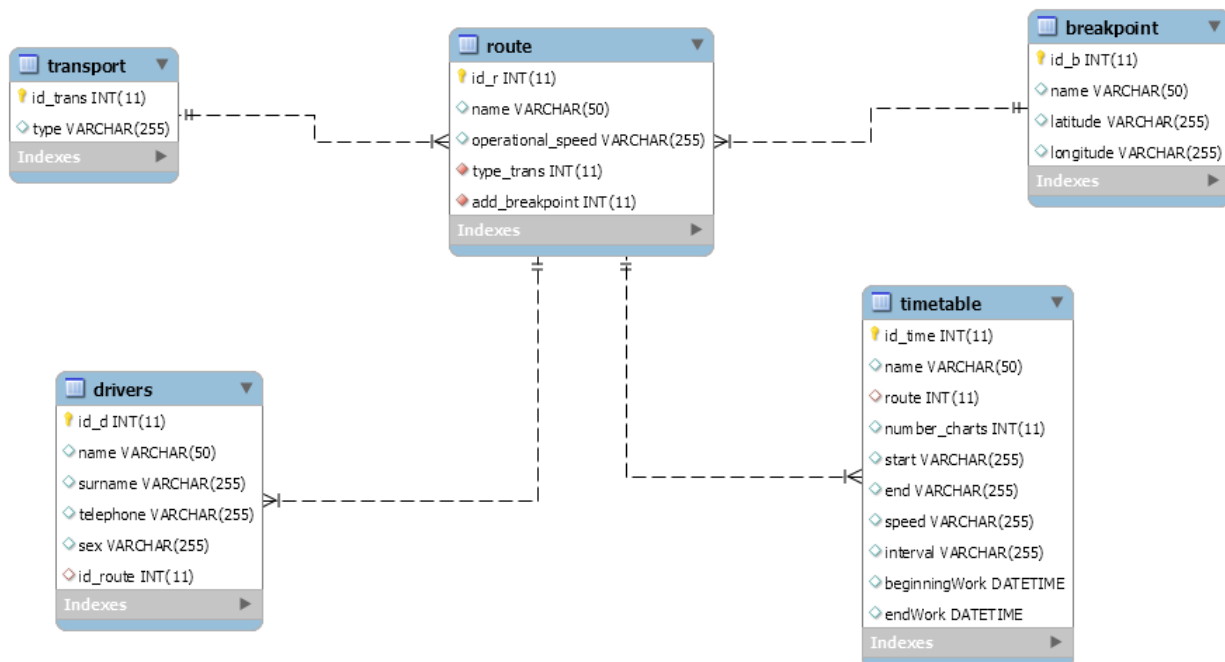 transport
id_trans INT(11)
type VARCHAR(255)
Indexes
route
id_r INT(11)
name VARCHAR(50)
operational_speed VARCHAR(255)
type_trans INT(11)
add_breakpoint INT(11)
Indexes
breakpoint
id_b INT(11)
name VARCHAR(50)
latitude VARCHAR(255)
longitude VARCHAR(255)
Indexes
drivers
id_d INT(11)
name VARCHAR(50)
surname VARCHAR(255)
telephone VARCHAR(255)
sex VARCHAR(255)
id_route INT(11)
Indexes
timetable
id_time INT(11)
name VARCHAR(50)
route INT(11)
number_charts INT(11)
start VARCHAR(255)
end VARCHAR(255)
speed VARCHAR(255)
interval VARCHAR(255)
beginningWork DATETIME
endWork DATETIME
Indexes